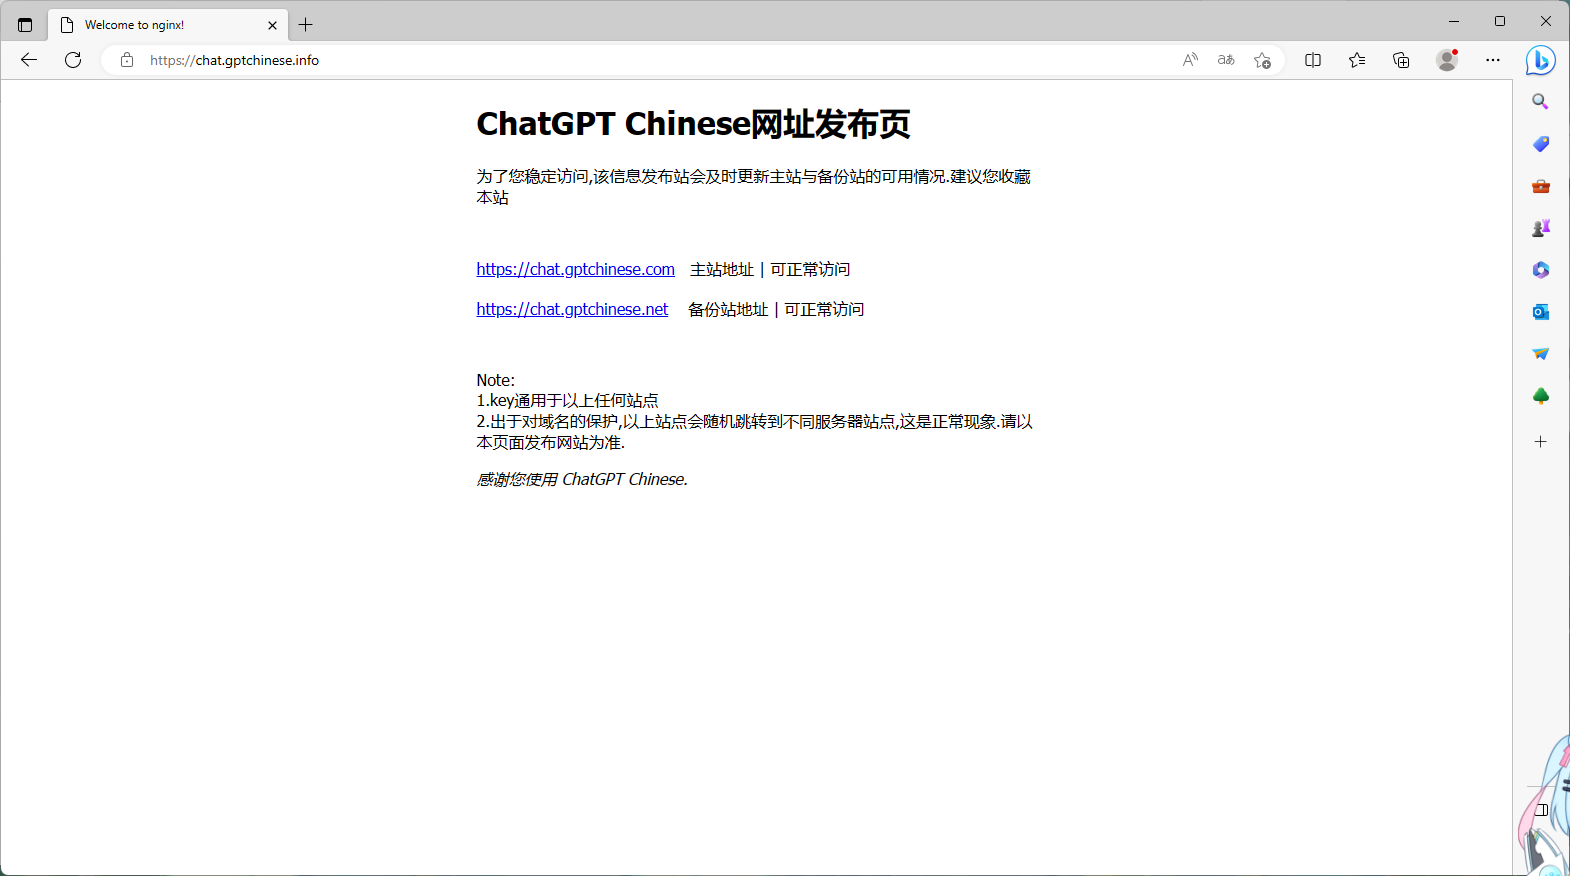 Welcome to nginx!
https://chat.gptchinese.info
ChatGPT Chinese网址发布页
为了您稳定访问,该信息发布站会及时更新主站与备份站的可用情况.建议您收藏
本站
https://chat.gptchinese.com 主站地址 | 可正常访问
https://chat.gptchinese.net 备份站地址 | 可正常访问
Note:
1.key通用于以上任何站点
2.出于对域名的保护,以上站点会随机跳转到不同服务器站点,这是正常现象.请以
本页面发布网站为准.
感谢您使用 ChatGPT Chinese.